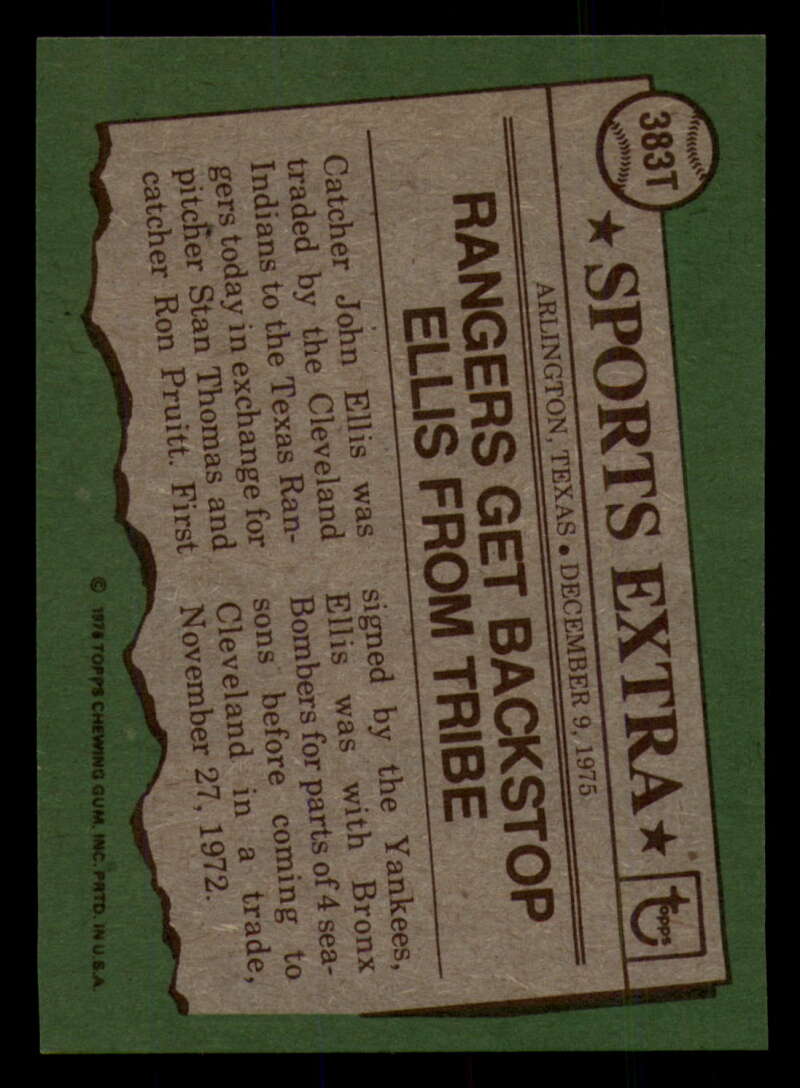 383T
★ SPORTS EXTRA ★
topps
ARLINGTON, TEXAS • DECEMBER 9, 1975
RANGERS GET BACKSTOP
ELLIS FROM TRIBE
Catcher John Ellis was
traded by the Cleveland
Indians to the Texas Ran-
gers today in exchange for
pitcher Stan Thomas and
catcher Ron Pruitt. First
signed by the Yankees,
Ellis was with Bronx
Bombers for parts of 4 sea-
sons before coming to
Cleveland in a trade,
November 27, 1972.
© 1976 TOPPS CHEWING GUM, INC. PRTD. IN U.S.A.